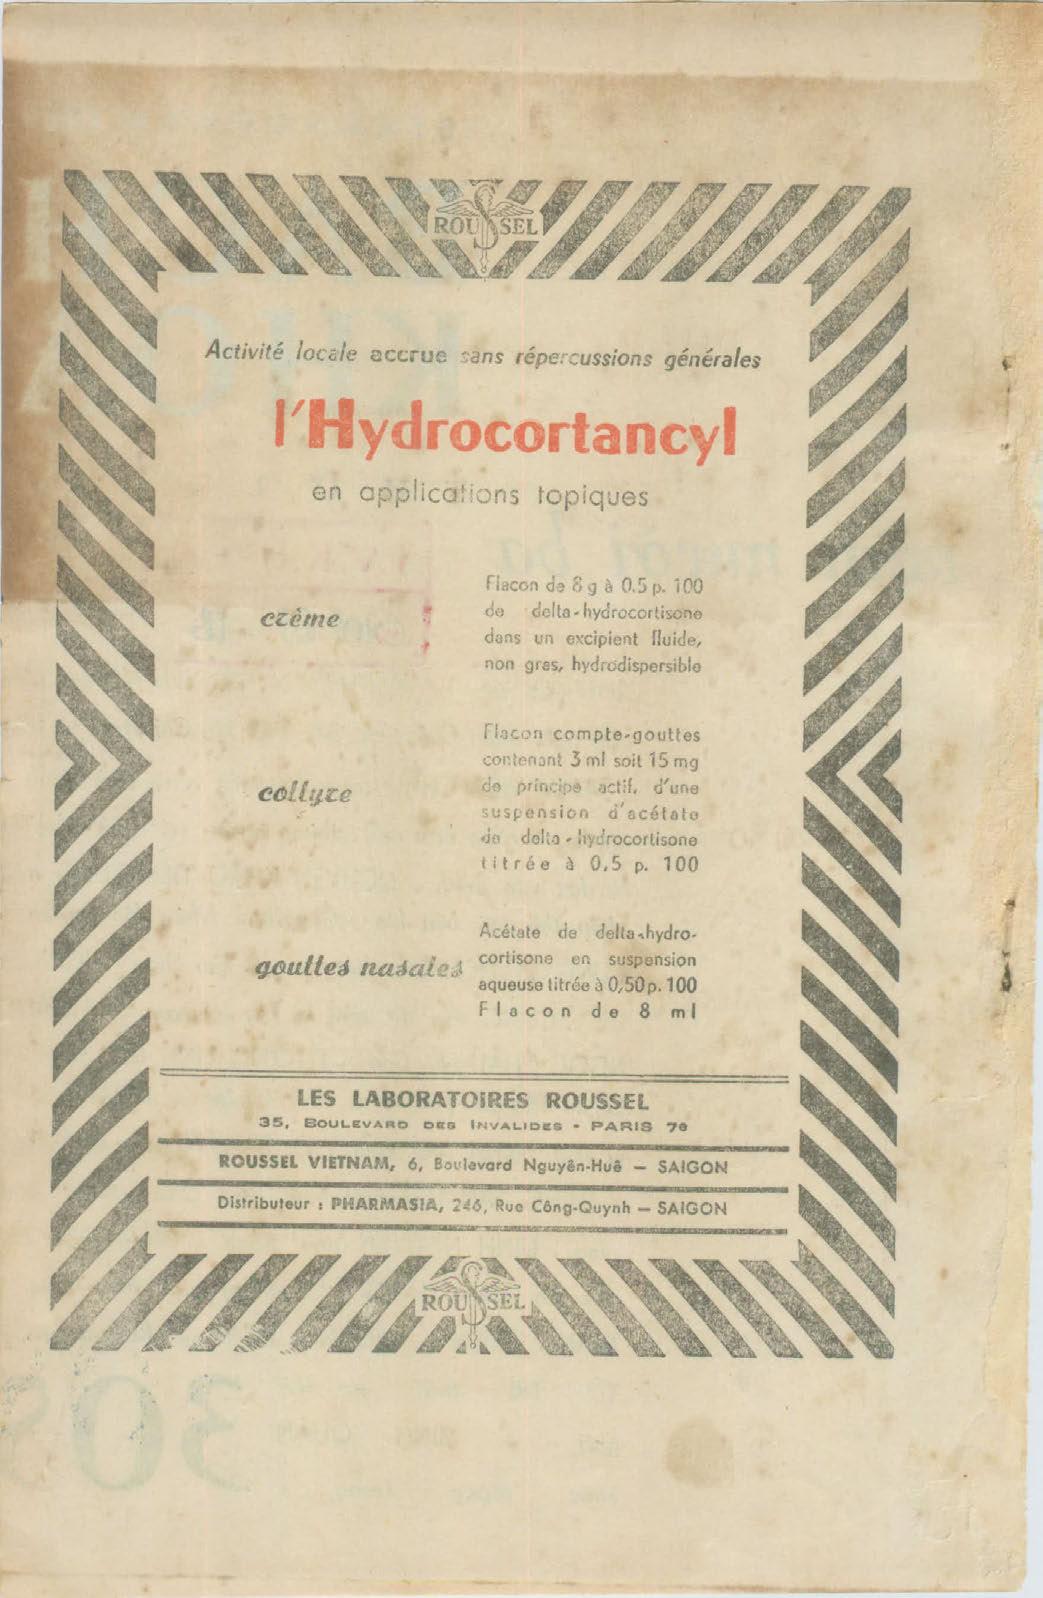 ROUSSEL
Activité locale accrue sans répercussions générales
l'Hydrocortancyl
en applications topiques
crème
Flacon de 8 g à 0.5 p. 100
de delta-hydrocortisone
dans un excipient fluide,
non gras, hydrodispersible
collyre
Flacon compte-gouttes
contenant 3 ml soit 15 mg
de principe actif, d'une
suspension d'acétate
de delta-hydrocortisone
titrée à 0,5 p. 100
gouttes nasales
Acétate de delta-hydro-
cortisone en suspension
aqueuse titrée à 0,50 p. 100
Flacon de 8 ml
LES LABORATOIRES ROUSSEL
35, BOULEVARD DES INVALIDES - PARIS 7e
ROUSSEL VIETNAM, 6, Boulevard Nguyên-Huê — SAIGON
Distributeur : PHARMASIA, 246, Rue Công-Quynh — SAIGON
ROUSSEL